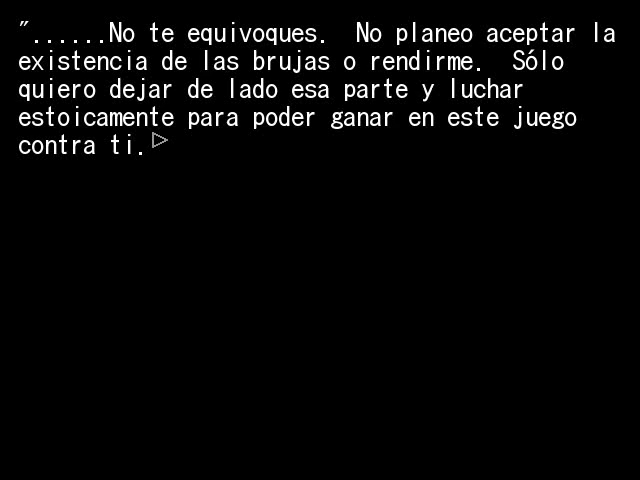 "......No te equivoques.  No planeo aceptar la
existencia de las brujas o rendirme.  Sólo
quiero dejar de lado esa parte y luchar
estoicamente para poder ganar en este juego
contra ti.